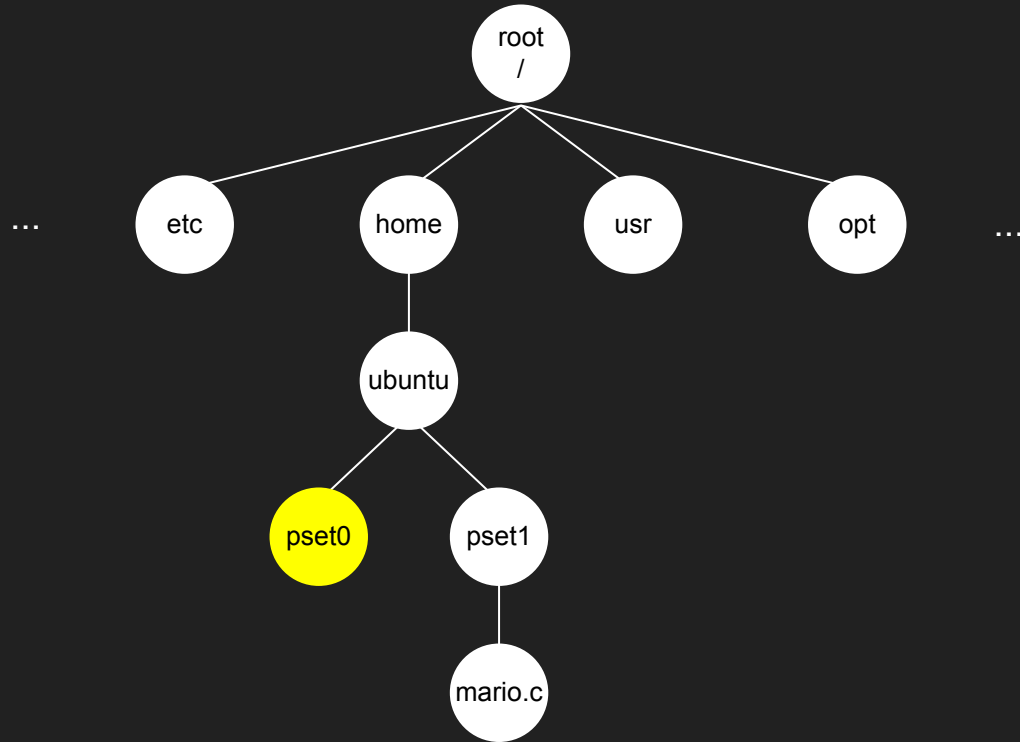 root
/
...
etc
home
usr
opt
...
ubuntu
pset0
pset1
mario.c